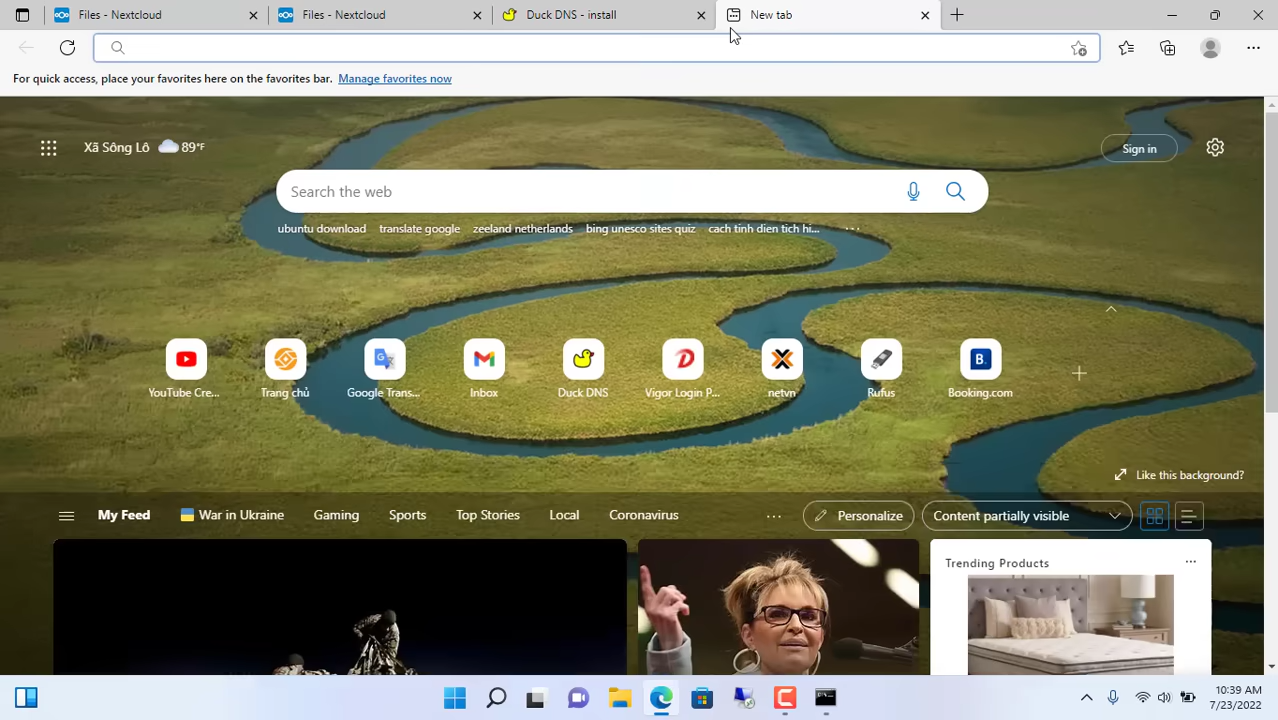 Files - Nextcloud
Files - Nextcloud
Duck DNS - install
New tab
For quick access, place your favorites here on the favorites bar. Manage favorites now
Xã Sông Lô 89°F
Sign in
Search the web
ubuntu download translate google zeeland netherlands bing unesco sites quiz cach tinh dien tich hi... ...
YouTube Cre...
Trang chủ
Google Trans...
Inbox
Duck DNS
Vigor Login P...
netvn
Rufus
Booking.com
Like this background?
My Feed War in Ukraine Gaming Sports Top Stories Local Coronavirus ... Personalize Content partially visible
Trending Products ...
10:39 AM
7/23/2022